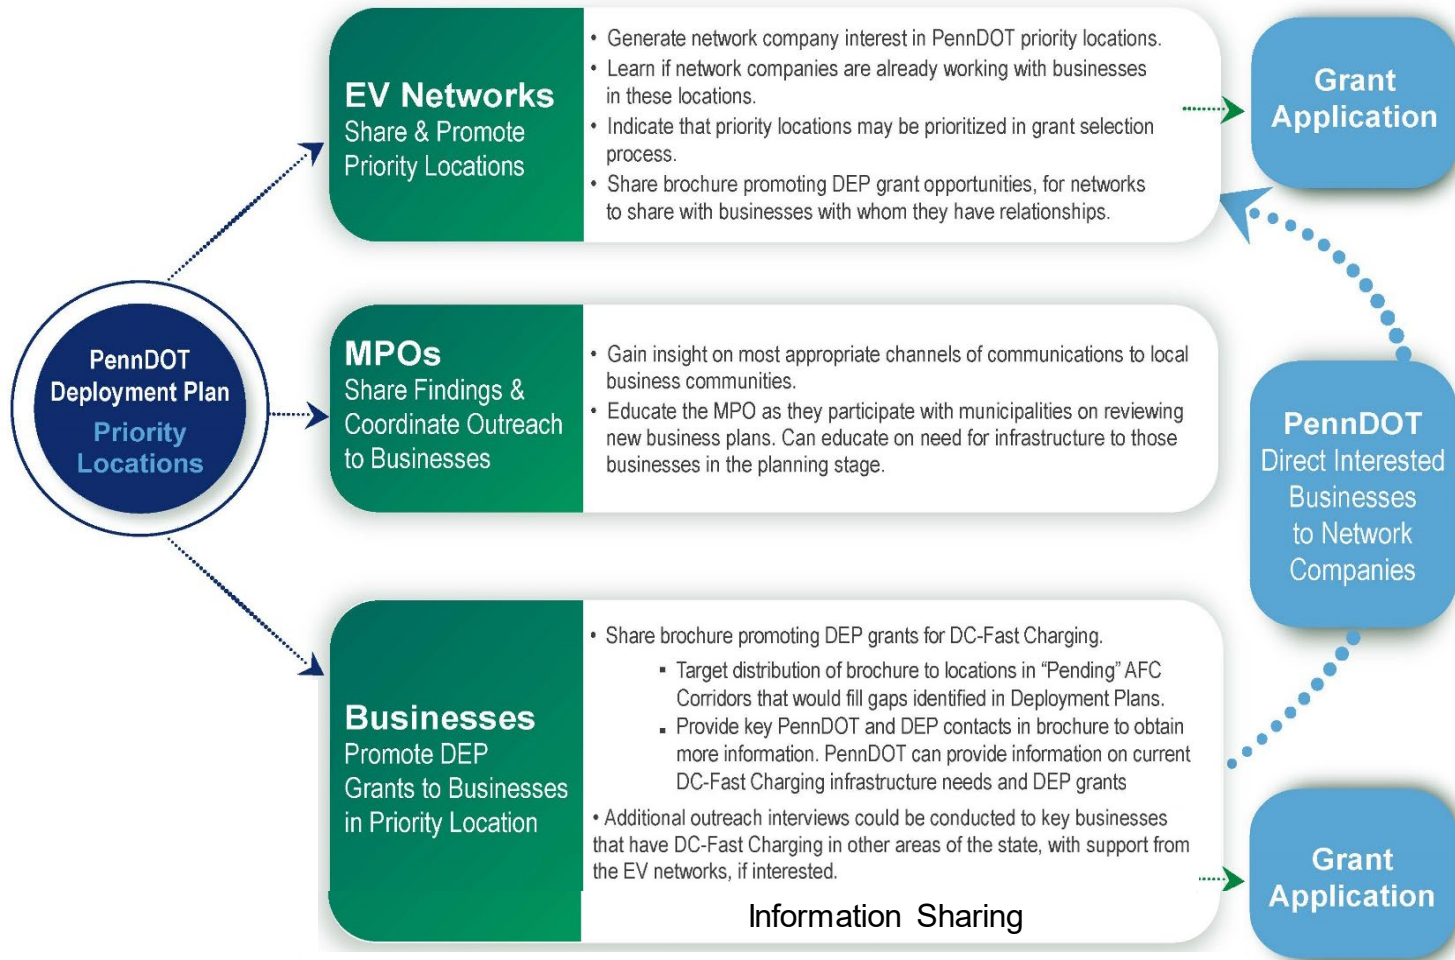 EV Networks
Share & Promote
Priority Locations
• Generate network company interest in PennDOT priority locations.
• Learn if network companies are already working with businesses
in these locations.
• Indicate that priority locations may be prioritized in grant selection
process.
• Share brochure promoting DEP grant opportunities, for networks
to share with businesses with whom they have relationships.
Grant
Application
PennDOT
Deployment Plan
Priority
Locations
MPOs
Share Findings &
Coordinate Outreach
to Businesses
• Gain insight on most appropriate channels of communications to local
business communities.
• Educate the MPO as they participate with municipalities on reviewing
new business plans. Can educate on need for infrastructure to those
businesses in the planning stage.
PennDOT
Direct Interested
Businesses
to Network
Companies
Businesses
Promote DEP
Grants to Businesses
in Priority Location
• Share brochure promoting DEP grants for DC-Fast Charging.
▪ Target distribution of brochure to locations in “Pending” AFC
Corridors that would fill gaps identified in Deployment Plans.
▪ Provide key PennDOT and DEP contacts in brochure to obtain
more information. PennDOT can provide information on current
DC-Fast Charging infrastructure needs and DEP grants
• Additional outreach interviews could be conducted to key businesses
that have DC-Fast Charging in other areas of the state, with support from
the EV networks, if interested.
Information Sharing
Grant
Application